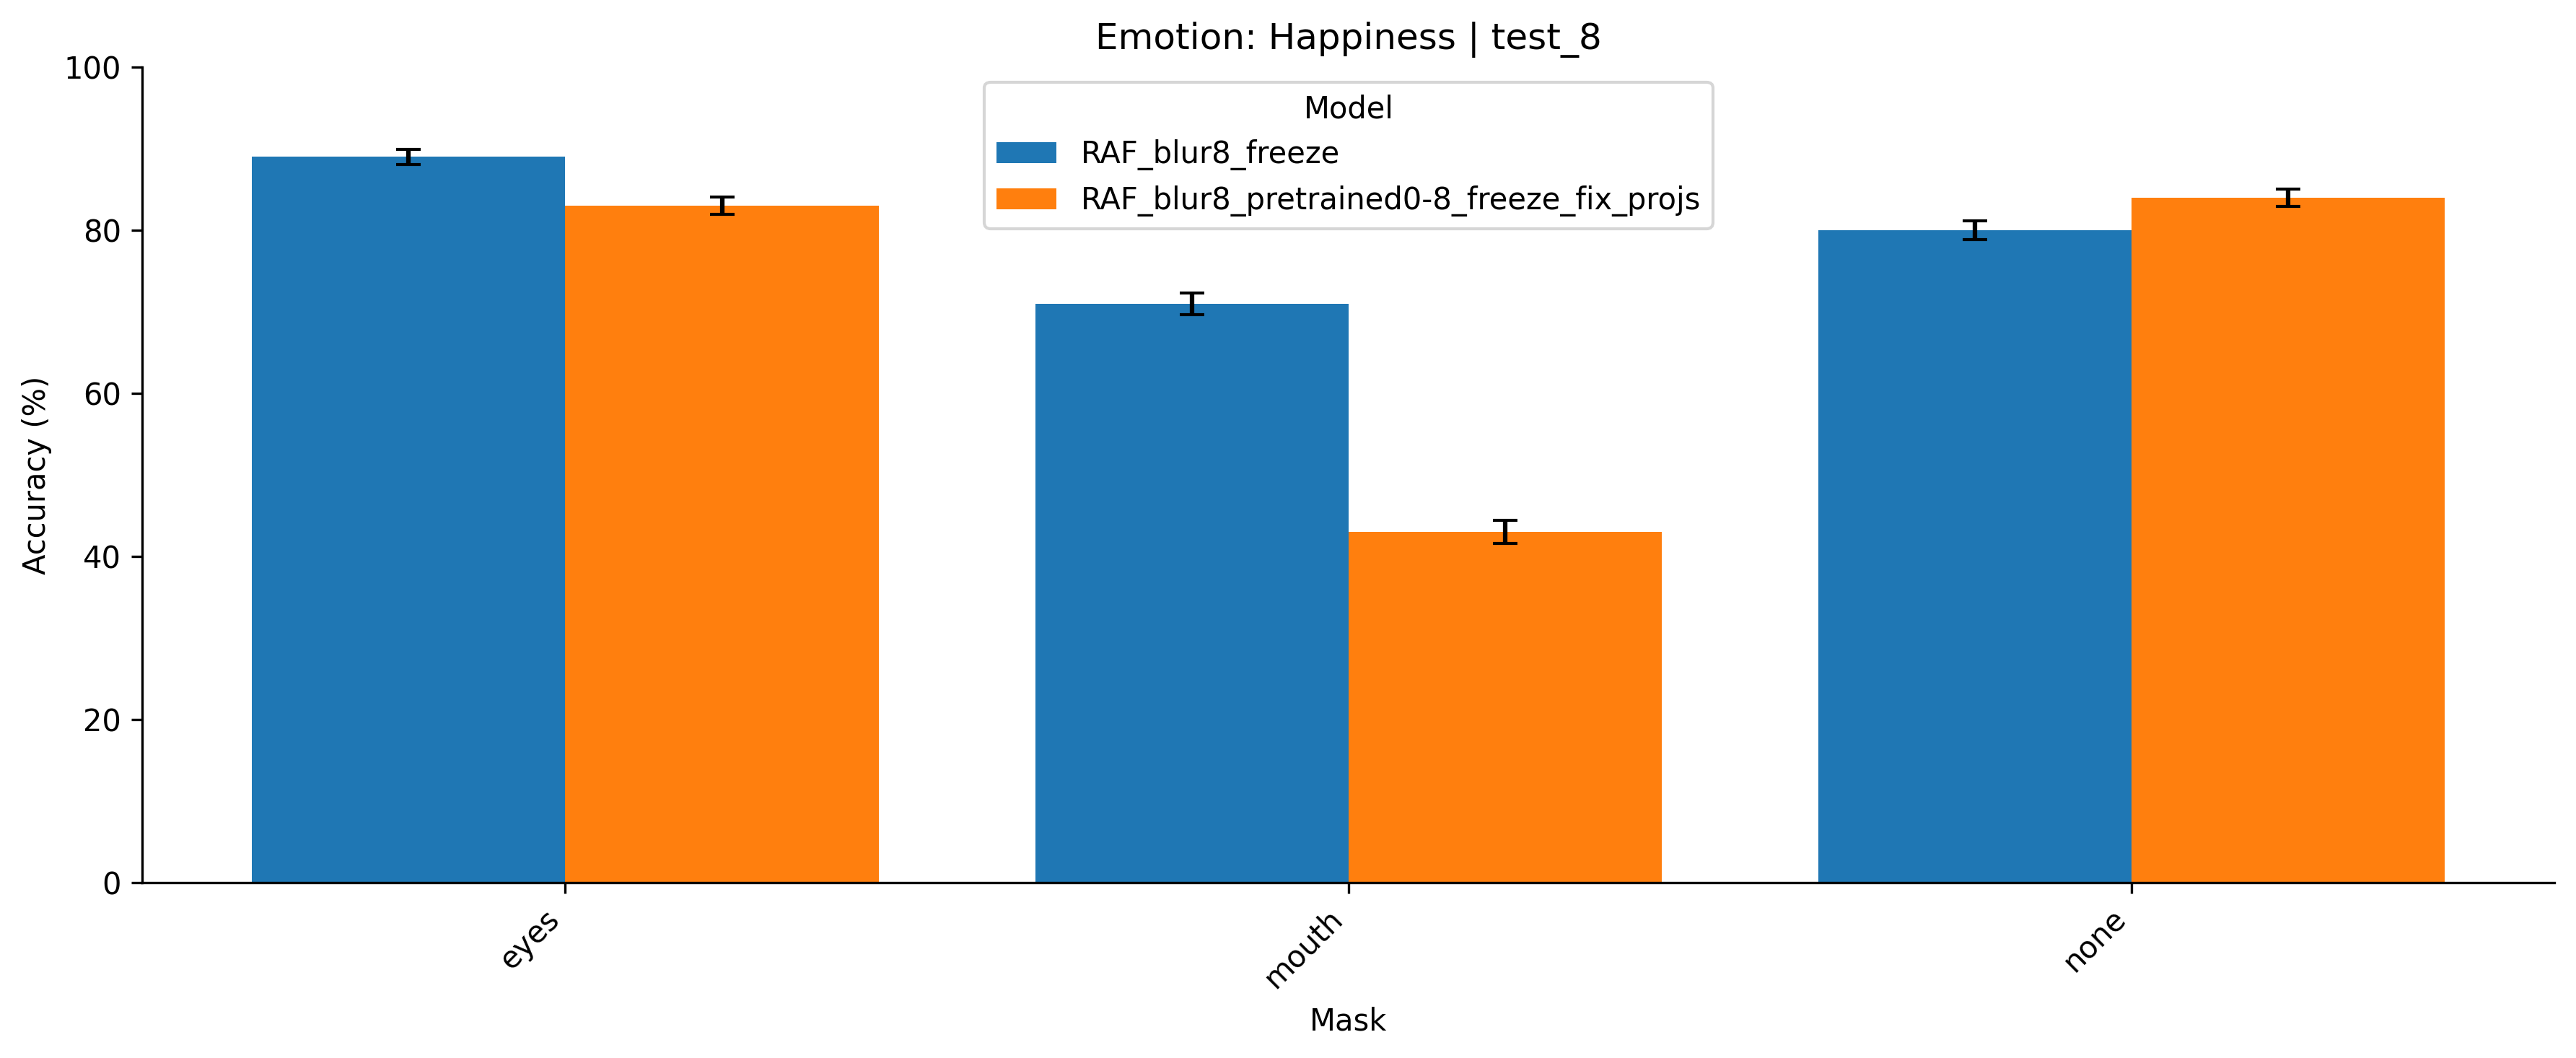 Emotion: Happiness | test_8
Model
RAF_blur8_freeze
RAF_blur8_pretrained0-8_freeze_fix_projs
Accuracy (%)
100
80
60
40
20
0
eyes
mouth
none
Mask